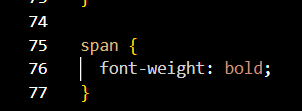 74
75 span {
76 font-weight: bold;
77 }